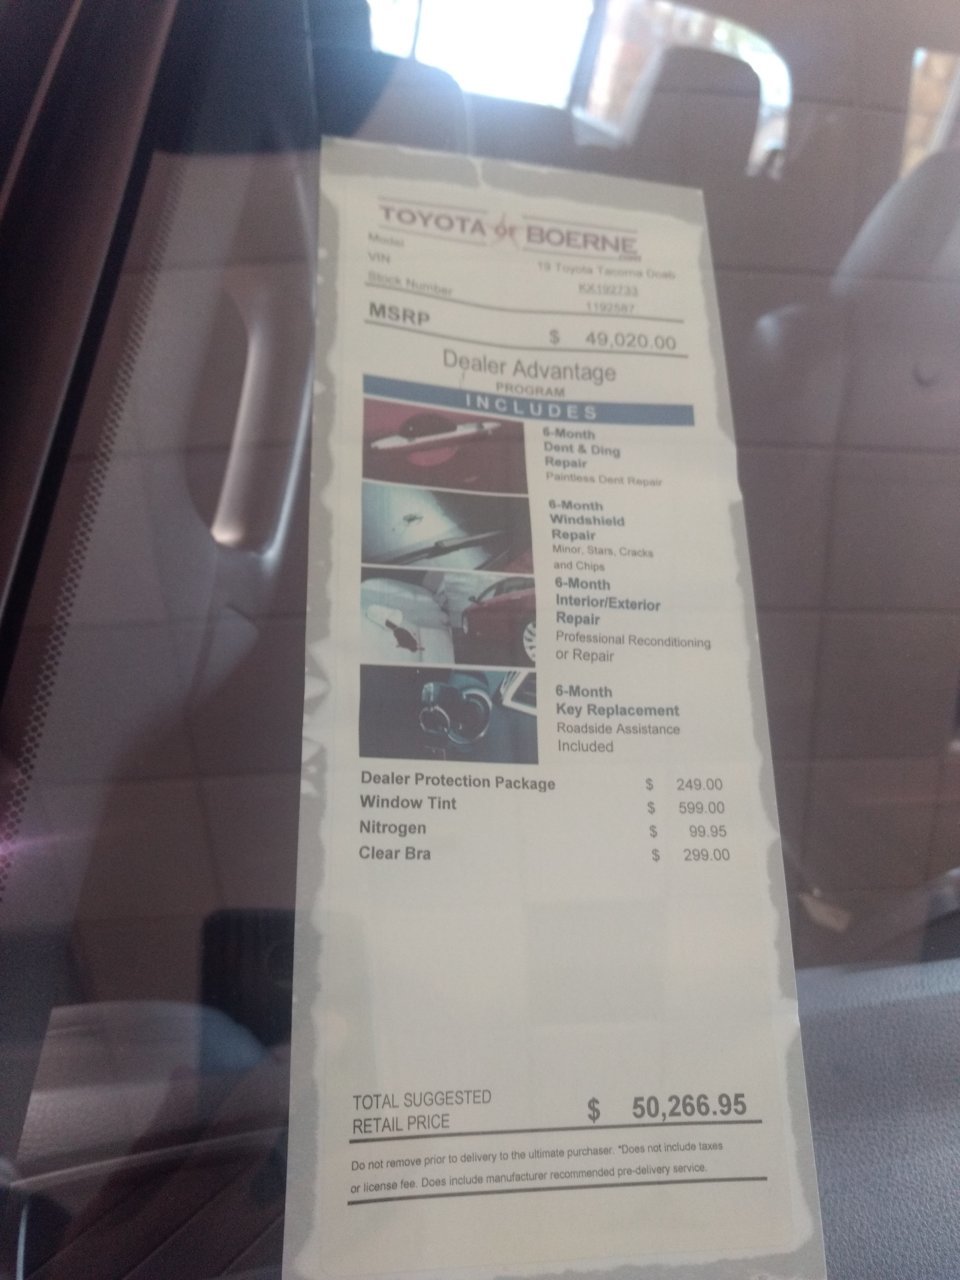 TOYOTA of BOERNE
.com
Model 19 Toyota Tacoma Doub
VIN KX192733
Stock Number 1192587
MSRP $ 49,020.00
Dealer Advantage
PROGRAM
INCLUDES
6-Month
Dent & Ding
Repair
Paintless Dent Repair
6-Month
Windshield
Repair
Minor, Stars, Cracks
and Chips
6-Month
Interior/Exterior
Repair
Professional Reconditioning
or Repair
6-Month
Key Replacement
Roadside Assistance
Included
Dealer Protection Package $ 249.00
Window Tint $ 599.00
Nitrogen $ 99.95
Clear Bra $ 299.00
TOTAL SUGGESTED
RETAIL PRICE $ 50,266.95
Do not remove prior to delivery to the ultimate purchaser. *Does not include taxes
or license fee. Does include manufacturer recommended pre-delivery service.